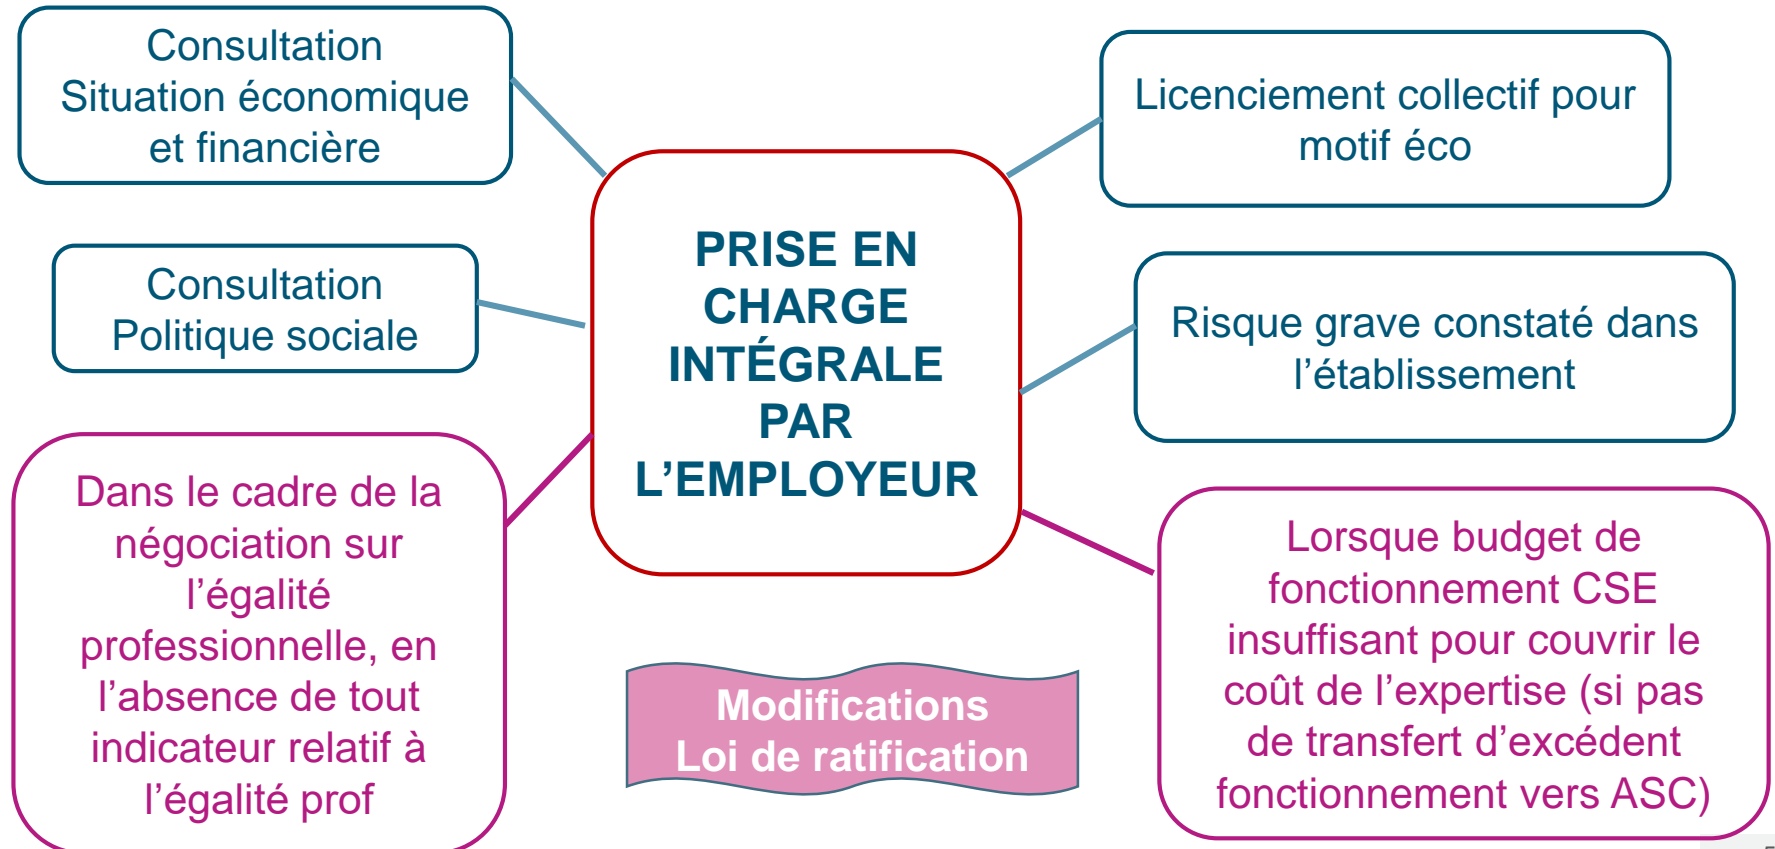 Consultation
Situation économique
et financière
Consultation
Politique sociale
Dans le cadre de la
négociation sur
l’égalité
professionnelle, en
l’absence de tout
indicateur relatif à
l’égalité prof
PRISE EN
CHARGE
INTÉGRALE
PAR
L’EMPLOYEUR
Modifications
Loi de ratification
Licenciement collectif pour
motif éco
Risque grave constaté dans
l’établissement
Lorsque budget de
fonctionnement CSE
insuffisant pour couvrir le
coût de l’expertise (si pas
de transfert d’excédent
fonctionnement vers ASC)